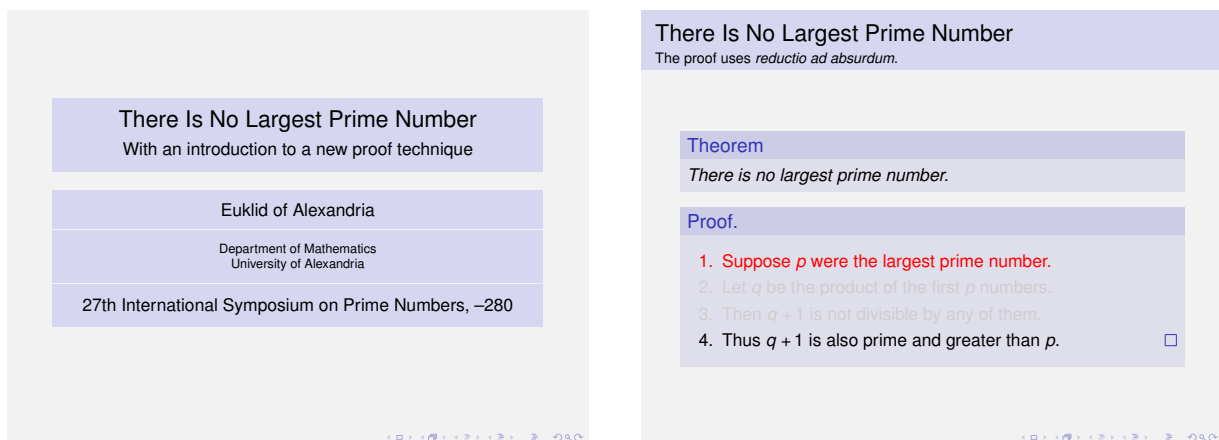 There Is No Largest Prime Number
With an introduction to a new proof technique
Euklid of Alexandria
Department of Mathematics
University of Alexandria
27th International Symposium on Prime Numbers, –280
There Is No Largest Prime Number
The proof uses reductio ad absurdum.
Theorem
There is no largest prime number.
Proof.
1. Suppose p were the largest prime number.
2. Let q be the product of the first p numbers.
3. Then q + 1 is not divisible by any of them.
4. Thus q + 1 is also prime and greater than p.